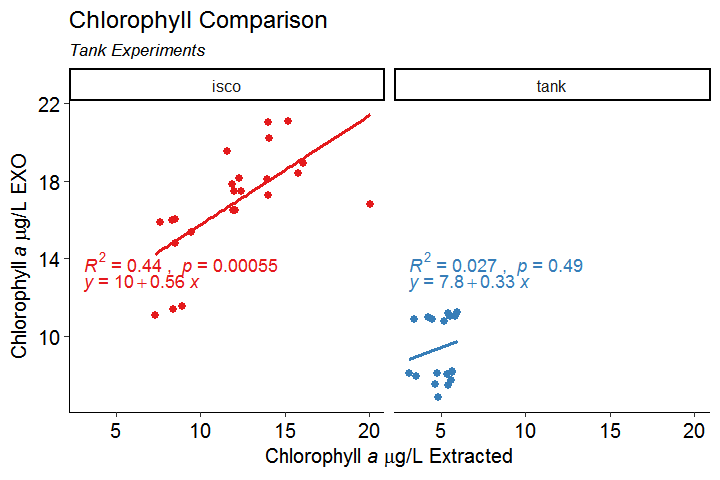 Chlorophyll Comparison
Tank Experiments
isco
tank
22
18
14
10
Chlorophyll a μg/L EXO
R² = 0.44 , p = 0.00055
y = 10 + 0.56 x
R² = 0.027 , p = 0.49
y = 7.8 + 0.33 x
5 10 15 20
5 10 15 20
Chlorophyll a μg/L Extracted